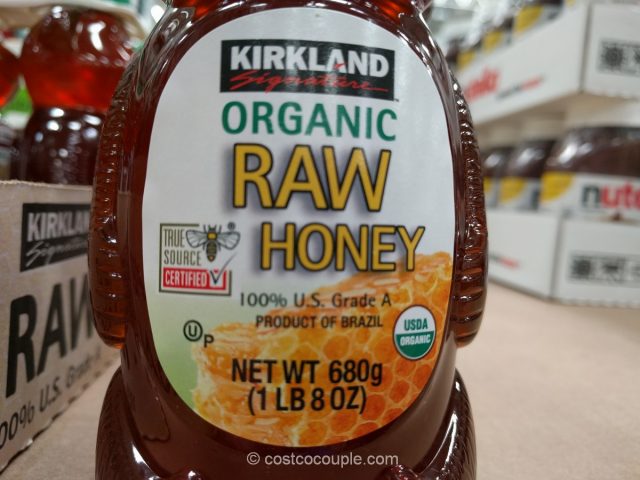 KIRKLAND
Signature
ORGANIC
RAW
HONEY
TRUE
SOURCE
CERTIFIED
®
100% U.S. Grade A
PRODUCT OF BRAZIL
USDA
ORGANIC
U P
NET WT 680g
(1 LB 8 OZ)
KIRKLAND
Signature
RAW
100% U.S. Grade A
nute
© costcocouple.com